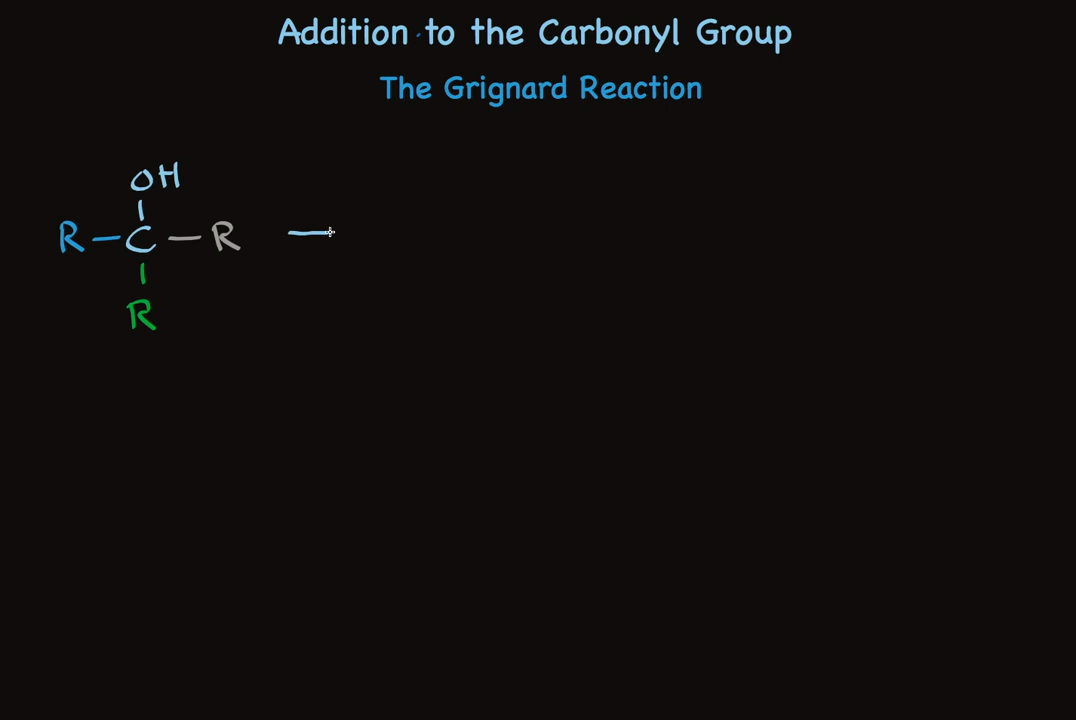 Addition to the Carbonyl Group
The Grignard Reaction
OH
R — C — R
R